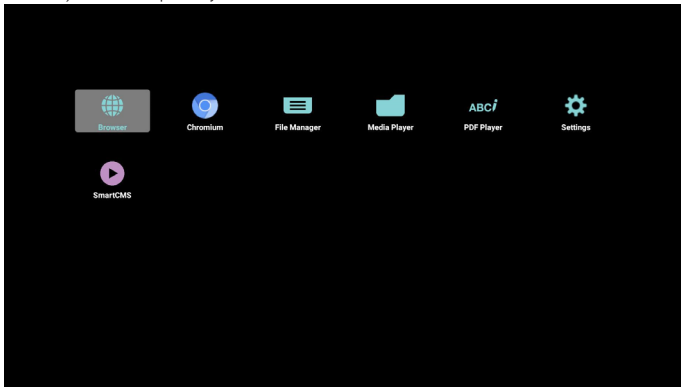 Browser
Chromium
File Manager
Media Player
ABCi
PDF Player
Settings
SmartCMS